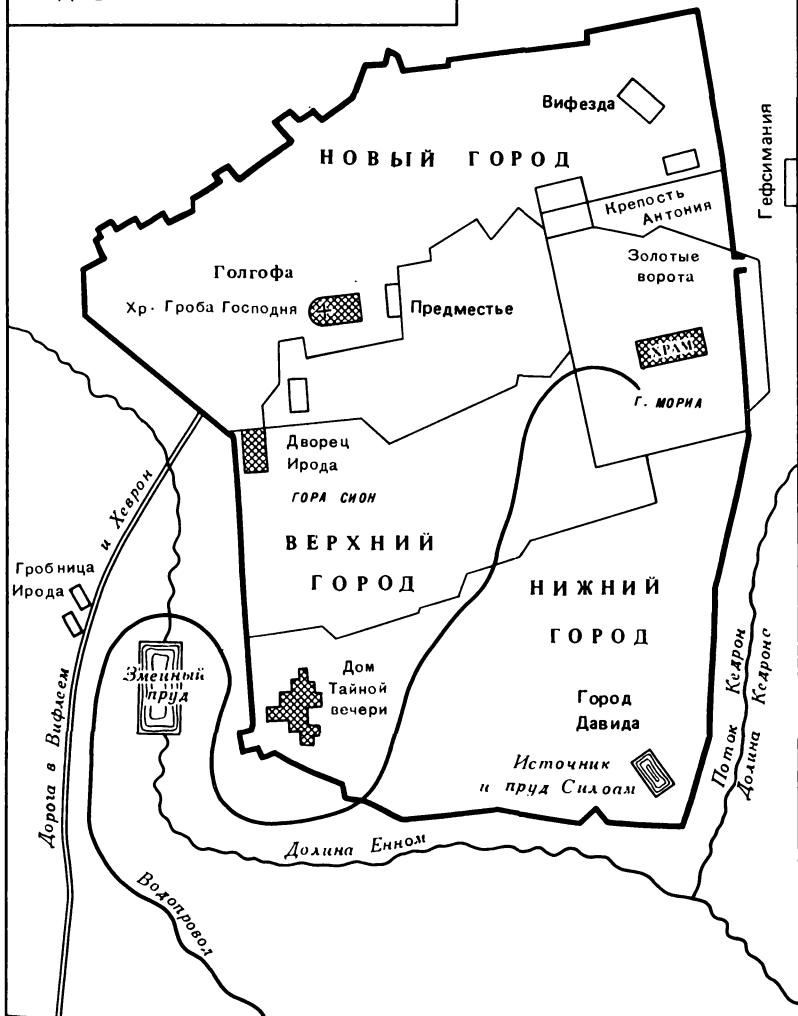 Вифезда
НОВЫЙ ГОРОД
Гефсимания
Крепость
Антония
Золотые
ворота
Голгофа
Хр. Гроба Господня
Предместье
ХРАМ
Г. МОРИА
Дворец
Ирода
ГОРА СИОН
ВЕРХНИЙ
ГОРОД
Дорога в Вифлеем и Хеврон
Гробница
Ирода
НИЖНИЙ
ГОРОД
Змеиный
пруд
Дом
Тайной
вечери
Город
Давида
Источник
и пруд Силоам
Поток Кедрон
Долина Кедронс
Долина Енном
Водопровод